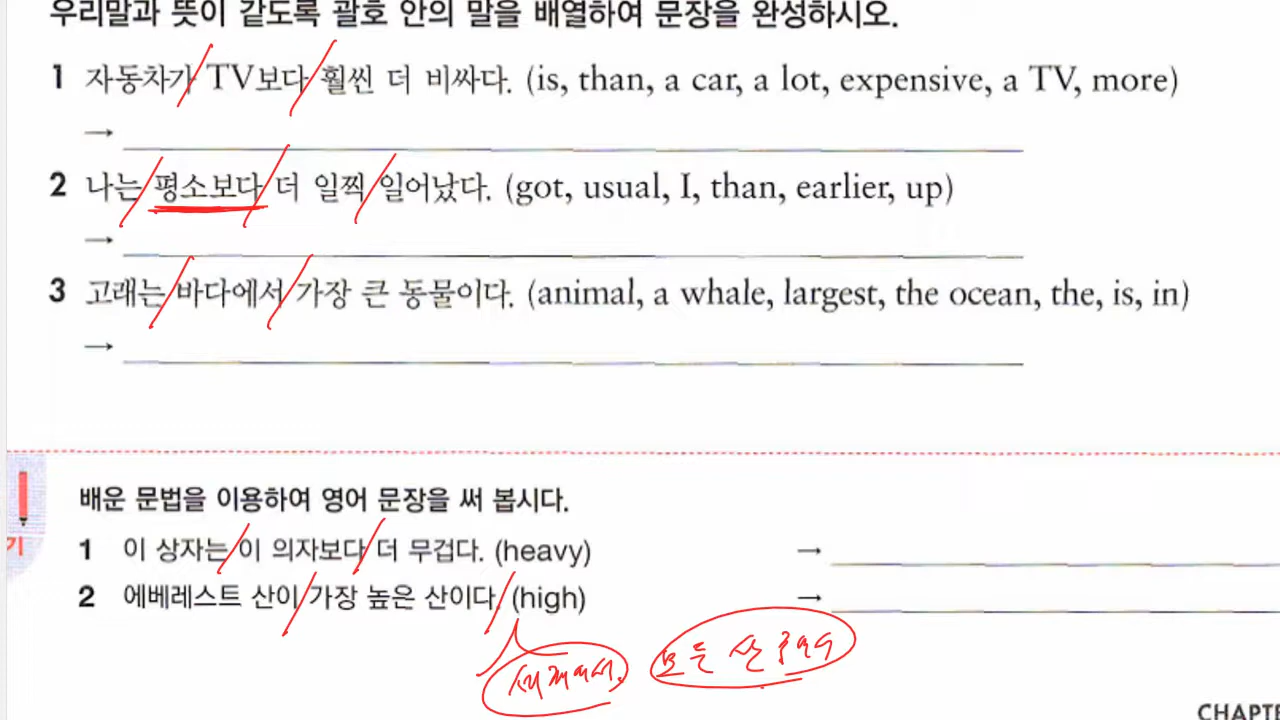 우리말과 뜻이 같도록 괄호 안의 말을 배열하여 문장을 완성하시오.
1 자동차가 TV보다 훨씬 더 비싸다. (is, than, a car, a lot, expensive, a TV, more)
→
2 나는 평소보다 더 일찍 일어났다. (got, usual, I, than, earlier, up)
→
3 고래는 바다에서 가장 큰 동물이다. (animal, a whale, largest, the ocean, the, is, in)
→
배운 문법을 이용하여 영어 문장을 써 봅시다.
기
1 이 상자는 이 의자보다 더 무겁다. (heavy) →
2 에베레스트 산이 가장 높은 산이다. (high) →
모든 산
CHAPTE